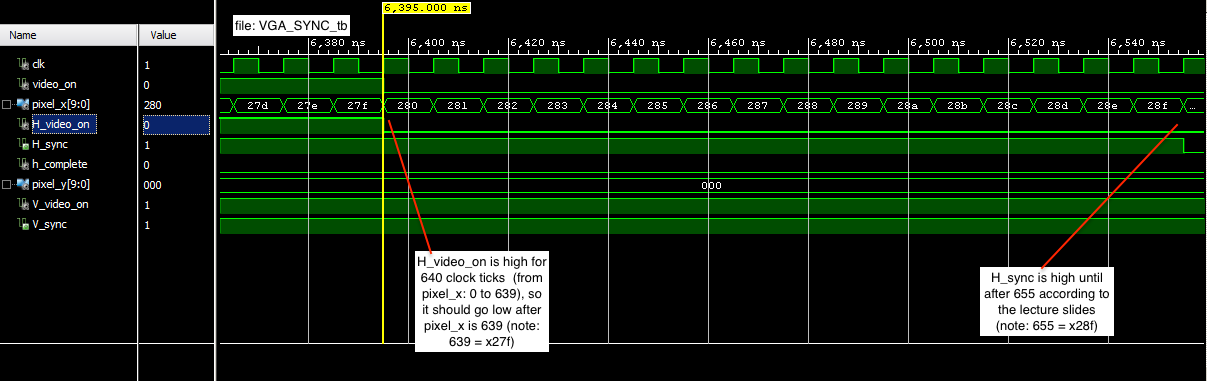 6,395.000 ns
file: VGA_SYNC_tb
Name Value
6,380 ns 6,400 ns 6,420 ns 6,440 ns 6,460 ns 6,480 ns 6,500 ns 6,520 ns 6,540 ns
clk 1
video_on 0
pixel_x[9:0] 280 27d 27e 27f 280 281 282 283 284 285 286 287 288 289 28a 28b 28c 28d 28e 28f ...
H_video_on 0
H_sync 1
h_complete 0
pixel_y[9:0] 000 000
V_video_on 1
V_sync 1
H_video_on is high for
640 clock ticks (from
pixel_x: 0 to 639), so
it should go low after
pixel_x is 639 (note:
639 = x27f)
H_sync is high until
after 655 according to
the lecture slides
(note: 655 = x28f)